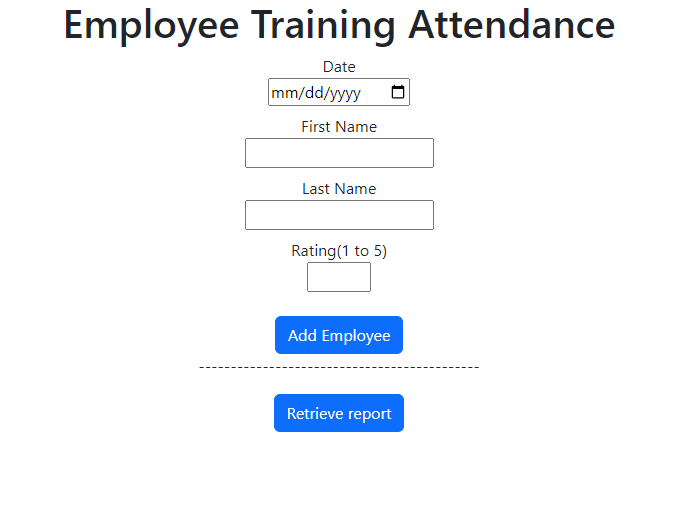 Employee Training Attendance
Date
mm/dd/yyyy
First Name
Last Name
Rating(1 to 5)
Add Employee
----------------------------------------
Retrieve report